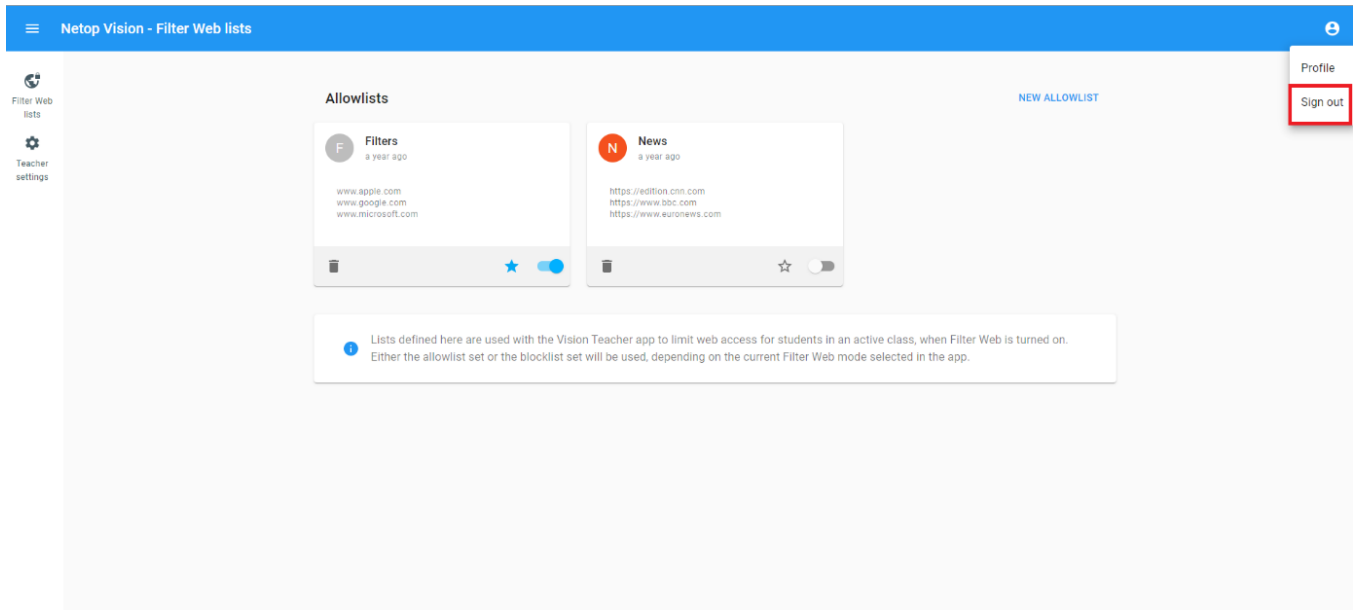 Netop Vision - Filter Web lists
Profile
Sign out
Filter Web
lists
Teacher
settings
Allowlists
NEW ALLOWLIST
F
Filters
a year ago
www.apple.com
www.google.com
www.microsoft.com
N
News
a year ago
https://edition.cnn.com
https://www.bbc.com
https://www.euronews.com
Lists defined here are used with the Vision Teacher app to limit web access for students in an active class, when Filter Web is turned on.
Either the allowlist set or the blocklist set will be used, depending on the current Filter Web mode selected in the app.